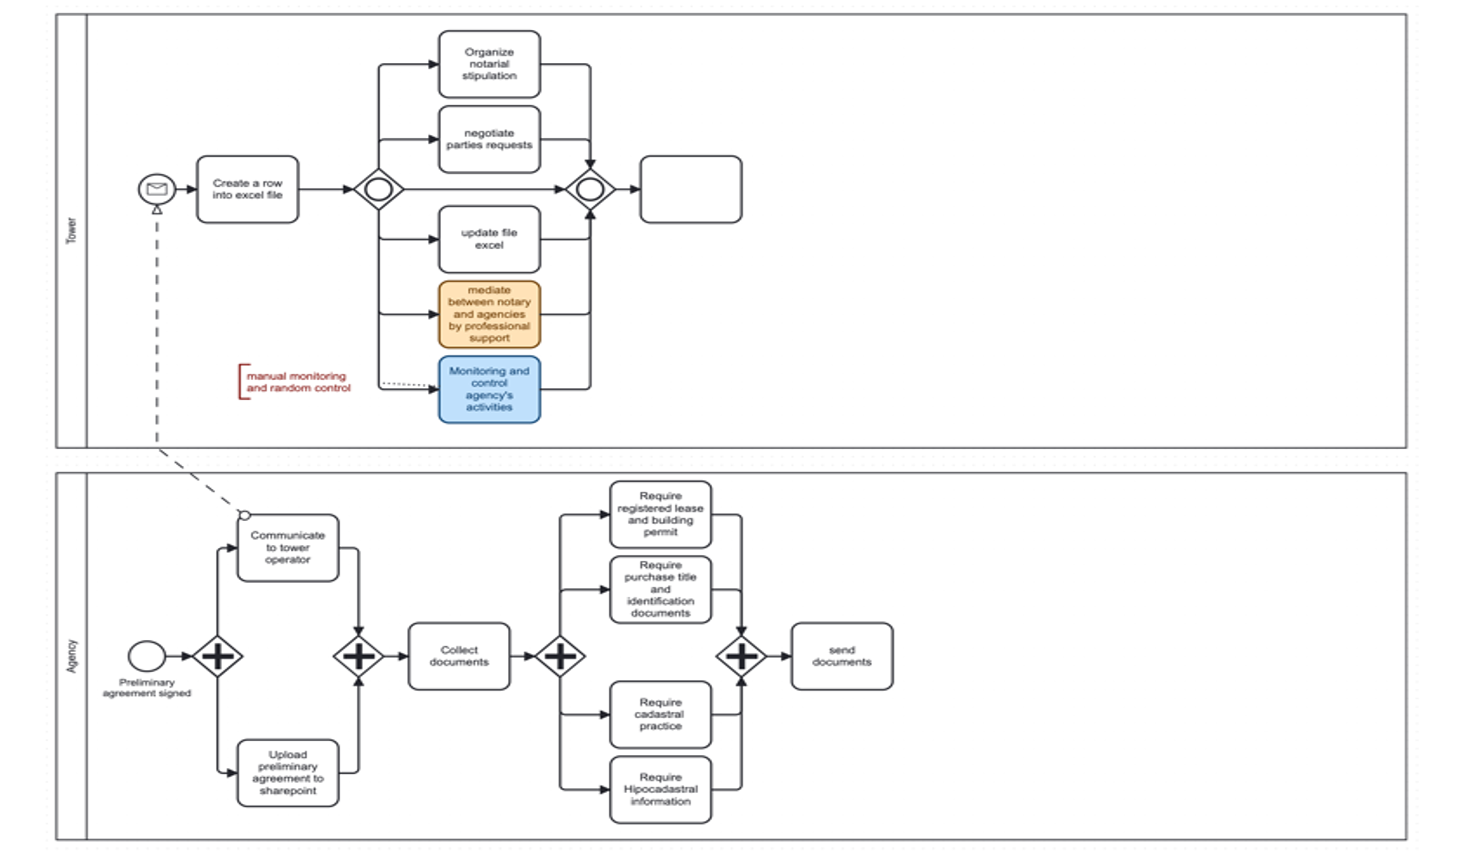 Organize
notarial
stipulation
negotiate
parties requests
Create a row
into excel file
Tower
update file
excel
mediate
between notary
and agencies
by professional
support
manual monitoring
and random control
Monitoring and
control
agency's
activities
Require
registered lease
and building
permit
Communicate
to tower
operator
Require
purchase title
and
identification
documents
Agency
Preliminary
agreement signed
Collect
documents
send
documents
Require
cadastral
practice
Upload
preliminary
agreement to
sharepoint
Require
Hipocadastral
information